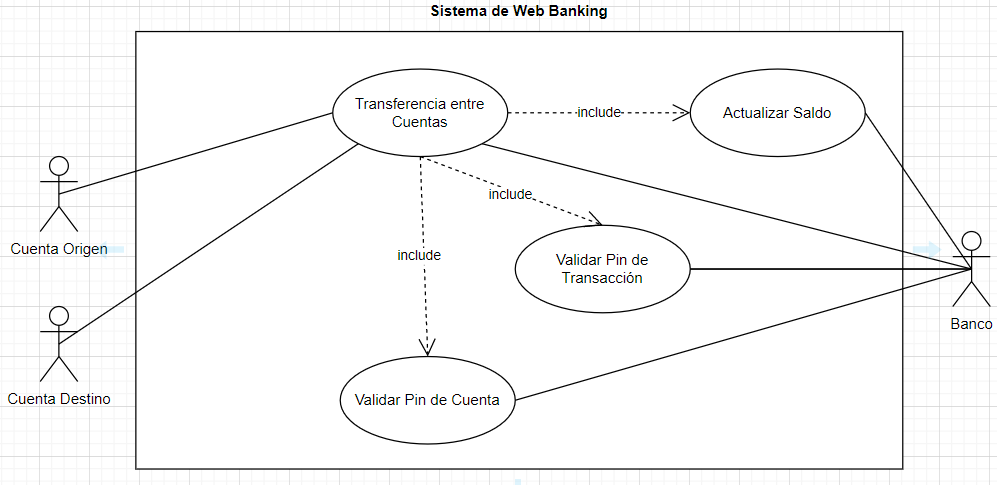 Sistema de Web Banking
Transferencia entre
Cuentas
include
Actualizar Saldo
include
Cuenta Origen
include
Validar Pin de
Transacción
Banco
Cuenta Destino
Validar Pin de Cuenta